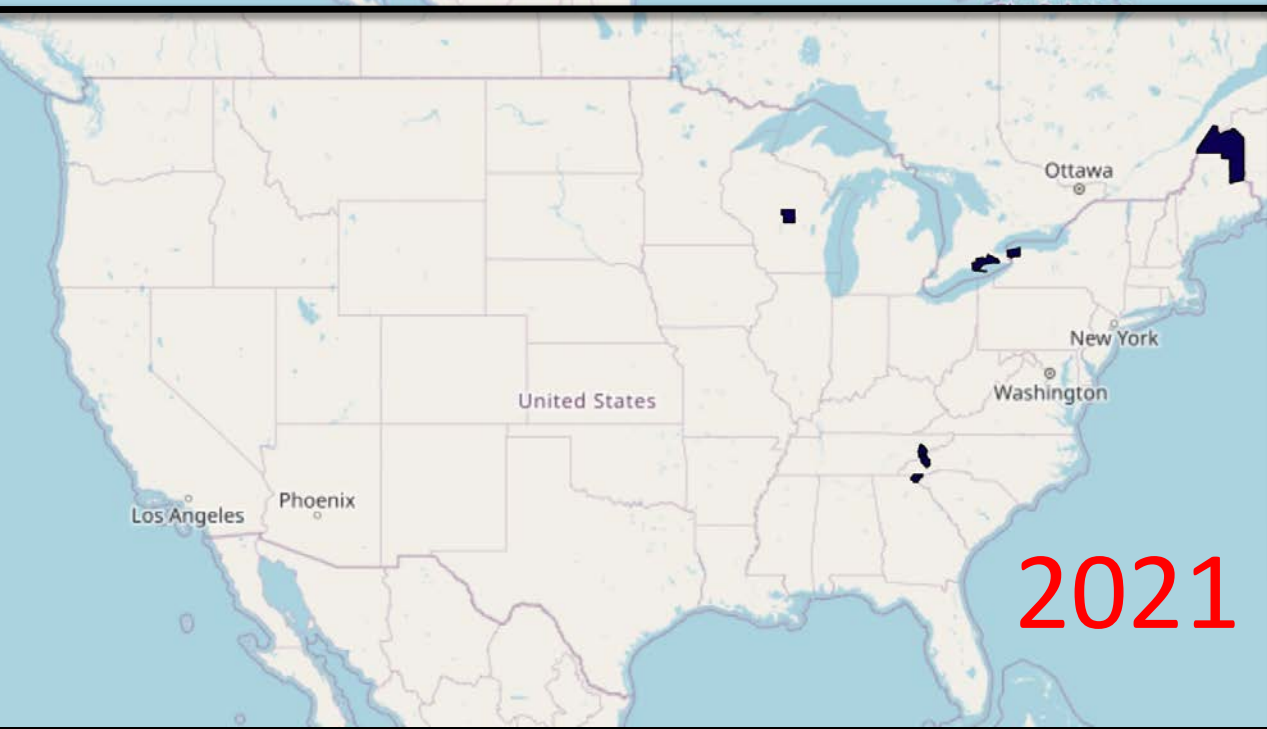 Ottawa
New York
Washington
United States
Phoenix
Los Angeles
2021